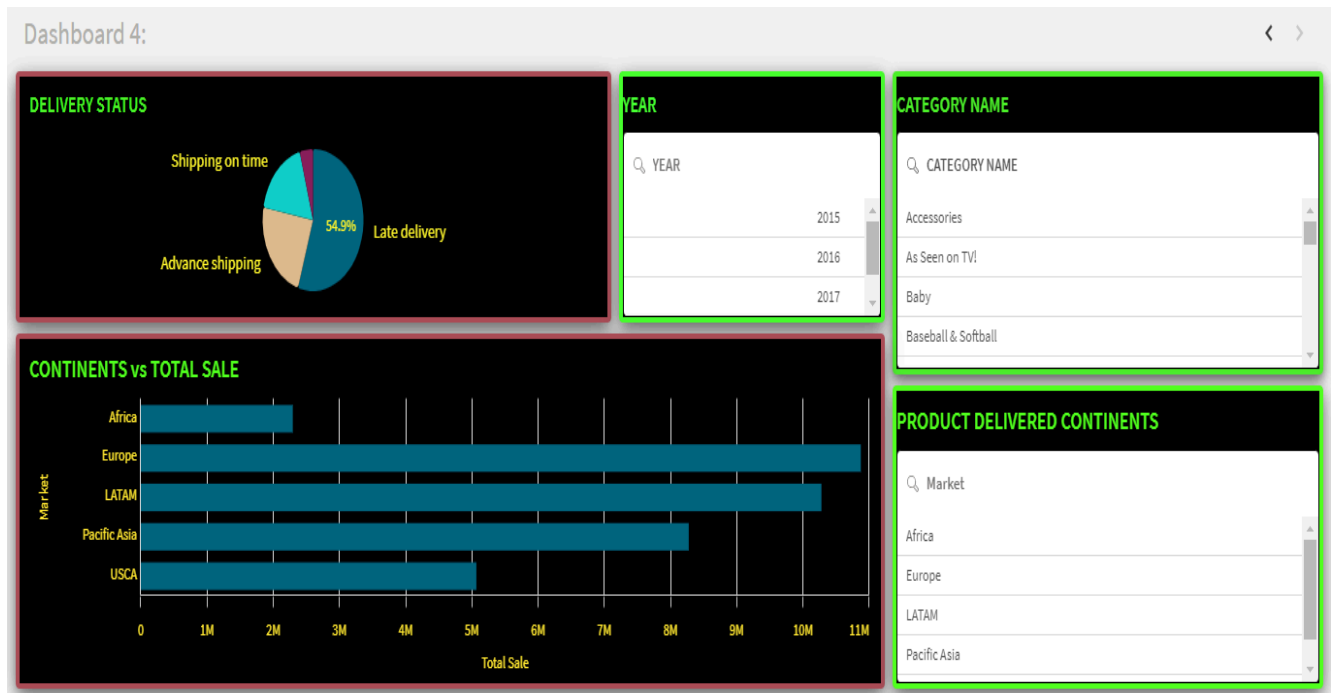 Dashboard 4:
DELIVERY STATUS
Shipping on time
54.9%
Late delivery
Advance shipping
YEAR
YEAR
2015
2016
2017
CATEGORY NAME
CATEGORY NAME
Accessories
As Seen on TV!
Baby
Baseball & Softball
CONTINENTS vs TOTAL SALE
Market
Africa
Europe
LATAM
Pacific Asia
USCA
0 1M 2M 3M 4M 5M 6M 7M 8M 9M 10M 11M
Total Sale
PRODUCT DELIVERED CONTINENTS
Market
Africa
Europe
LATAM
Pacific Asia